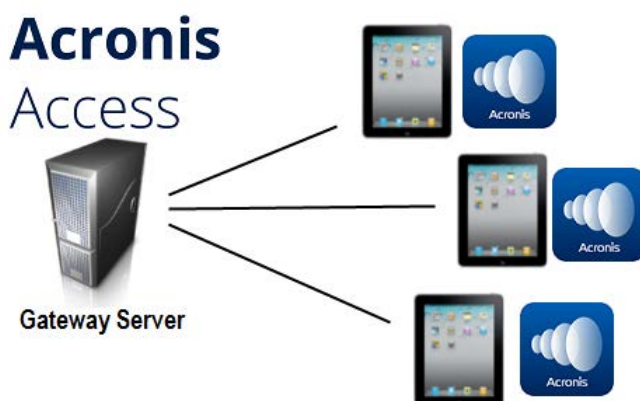 Acronis
Access
Gateway Server
Acronis
Acronis
Acronis